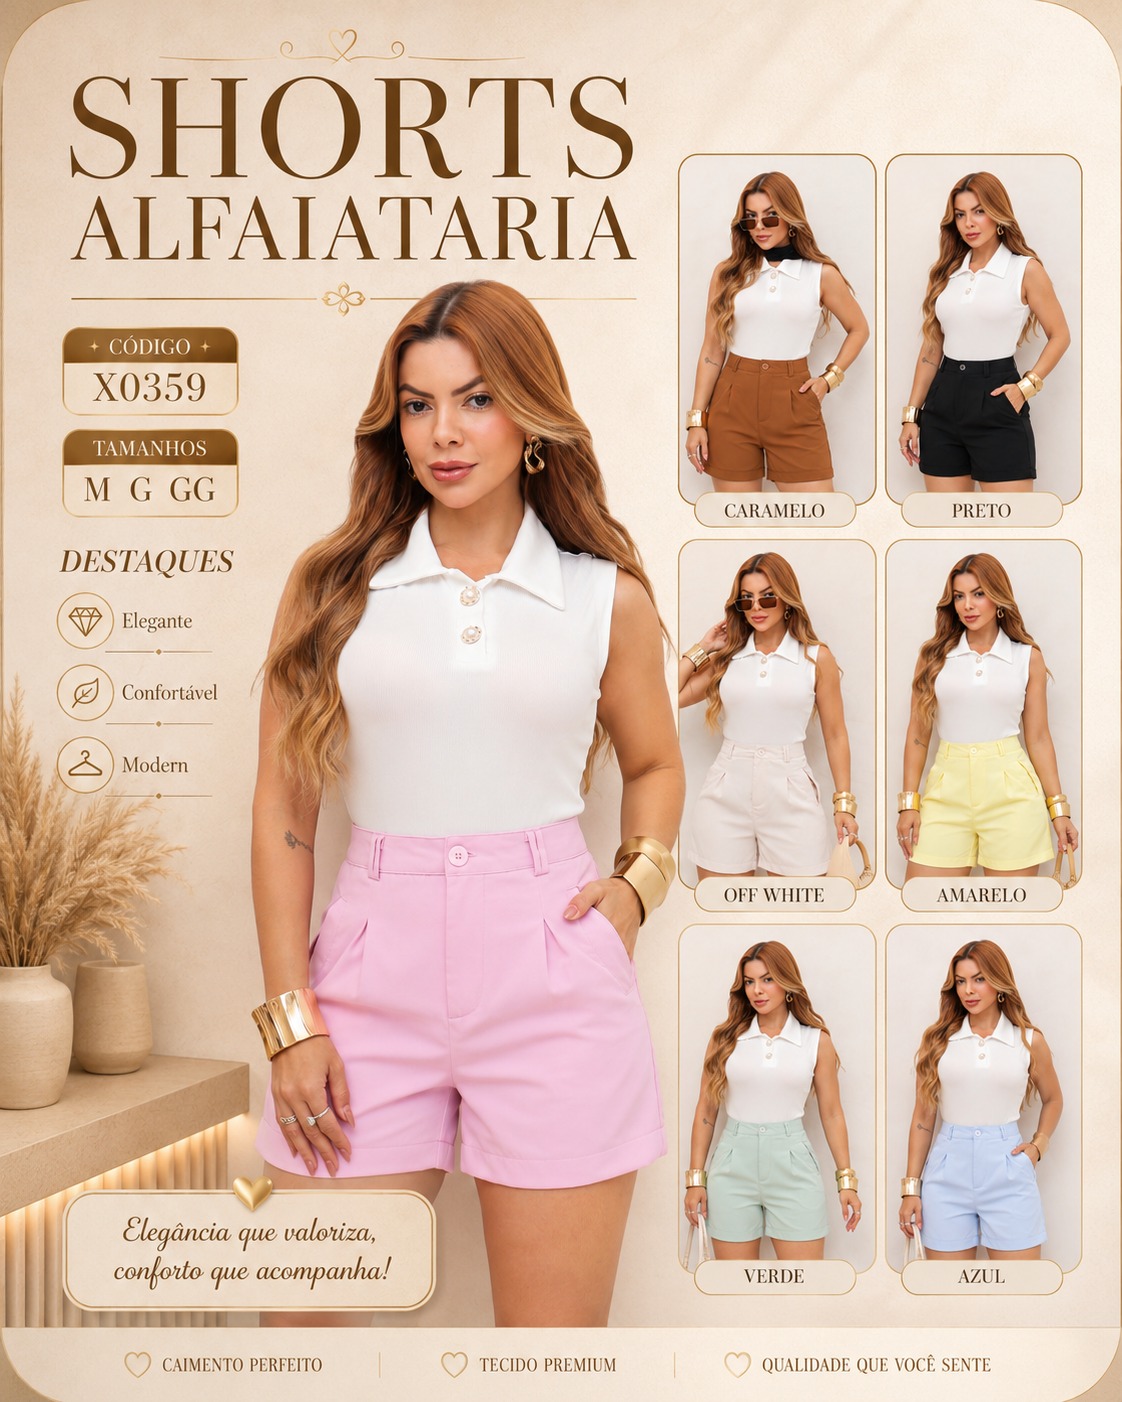 SHORTS
ALFAIATARIA
CÓDIGO
X0359
TAMANHOS
M G GG
DESTAQUES
Elegante
Confortável
Modern
Elegância que valoriza,
conforto que acompanha!
CARAMELO
PRETO
OFF WHITE
AMARELO
VERDE
AZUL
CAIMENTO PERFEITO
TECIDO PREMIUM
QUALIDADE QUE VOCÊ SENTE